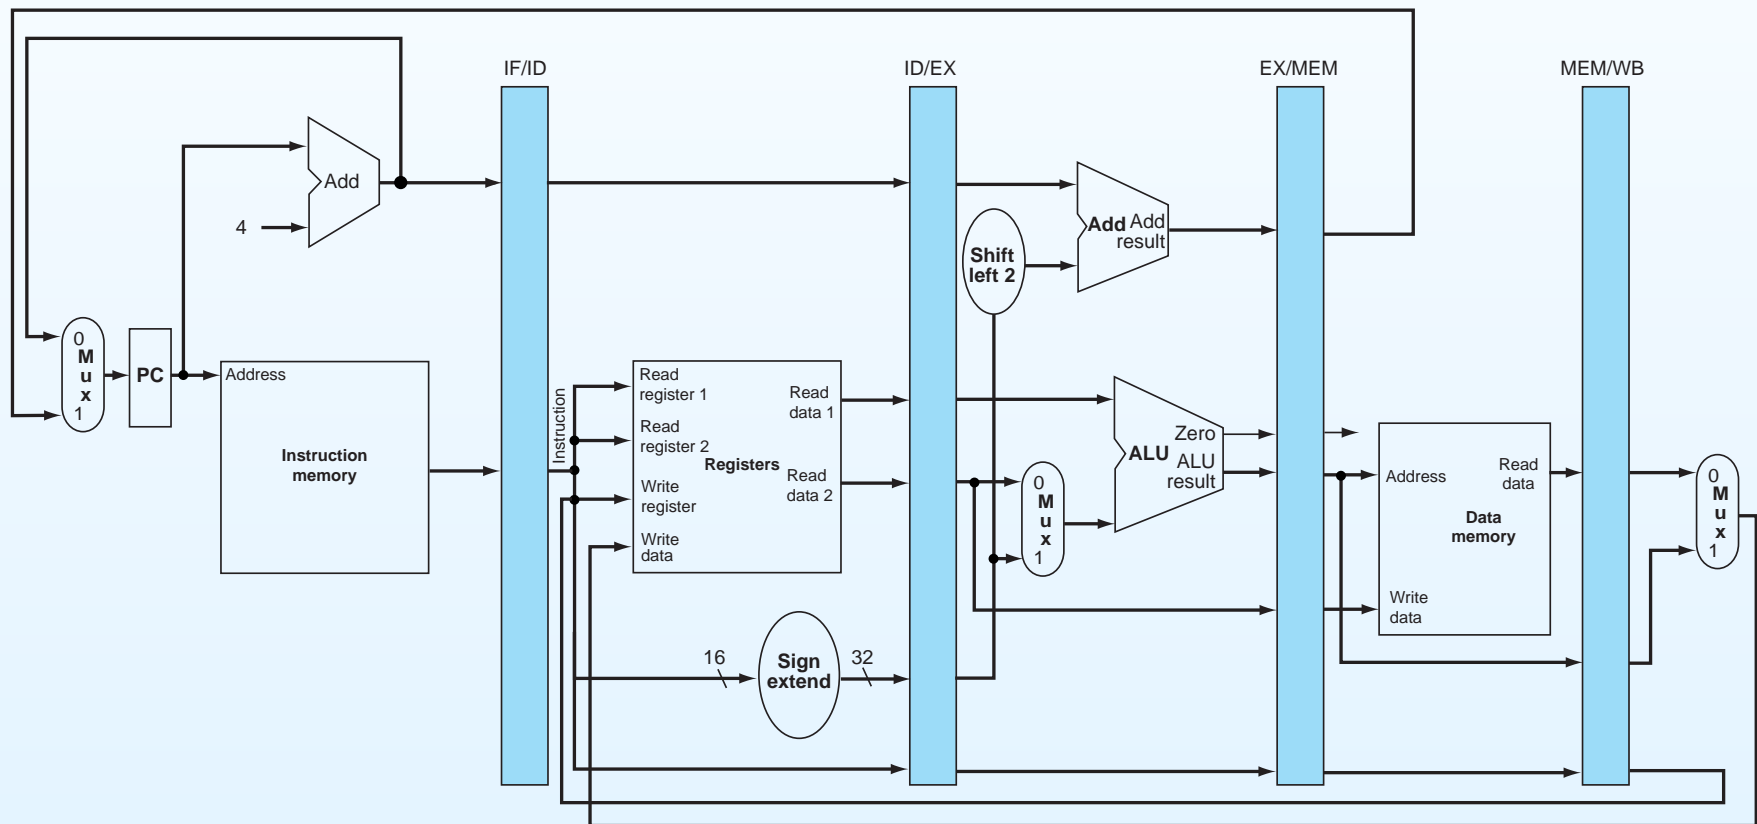 IF/ID
ID/EX
EX/MEM
MEM/WB
Add
4
Shift
left 2
Add Add
result
0
M
u
x
1
PC
Address
Instruction
memory
Instruction
Read
register 1
Read
register 2
Write
register
Write
data
Registers
Read
data 1
Read
data 2
16
Sign
extend
32
0
M
u
x
1
Zero
ALU
ALU
result
Address
Read
data
Data
memory
Write
data
0
M
u
x
1